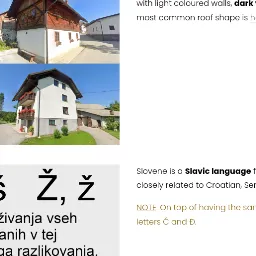 with light coloured walls, dark
most common roof shape is
š Ž, ž
živanja vseh
anih v tej
ga razlikovanja.
Slovene is a Slavic language f
closely related to Croatian, Ser
NOTE: On top of having the sar
letters Ć and Đ.